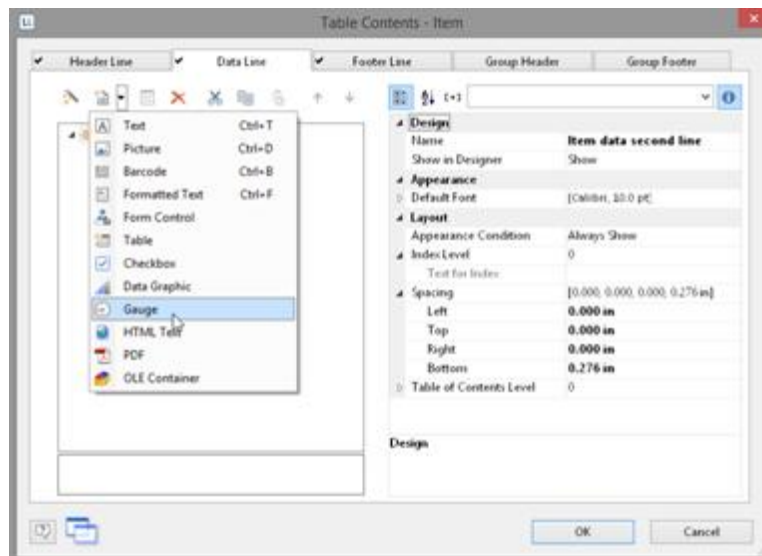 LL
Table Contents - Item
Header Line
Data Line
Footer Line
Group Header
Group Footer
Text Ctrl+T
Picture Ctrl+D
Barcode Ctrl+B
Formatted Text Ctrl+F
Form Control
Table
Checkbox
Data Graphic
Gauge
HTML Text
PDF
OLE Container
Design
Name Item data second line
Show in Designer Show
Appearance
Default Font [Calibri, 10.0 pt]
Layout
Appearance Condition Always Show
Index Level 0
Text for Index
Spacing [0.000, 0.000, 0.000, 0.276 in]
Left 0.000 in
Top 0.000 in
Right 0.000 in
Bottom 0.276 in
Table of Contents Level 0
Design
OK
Cancel